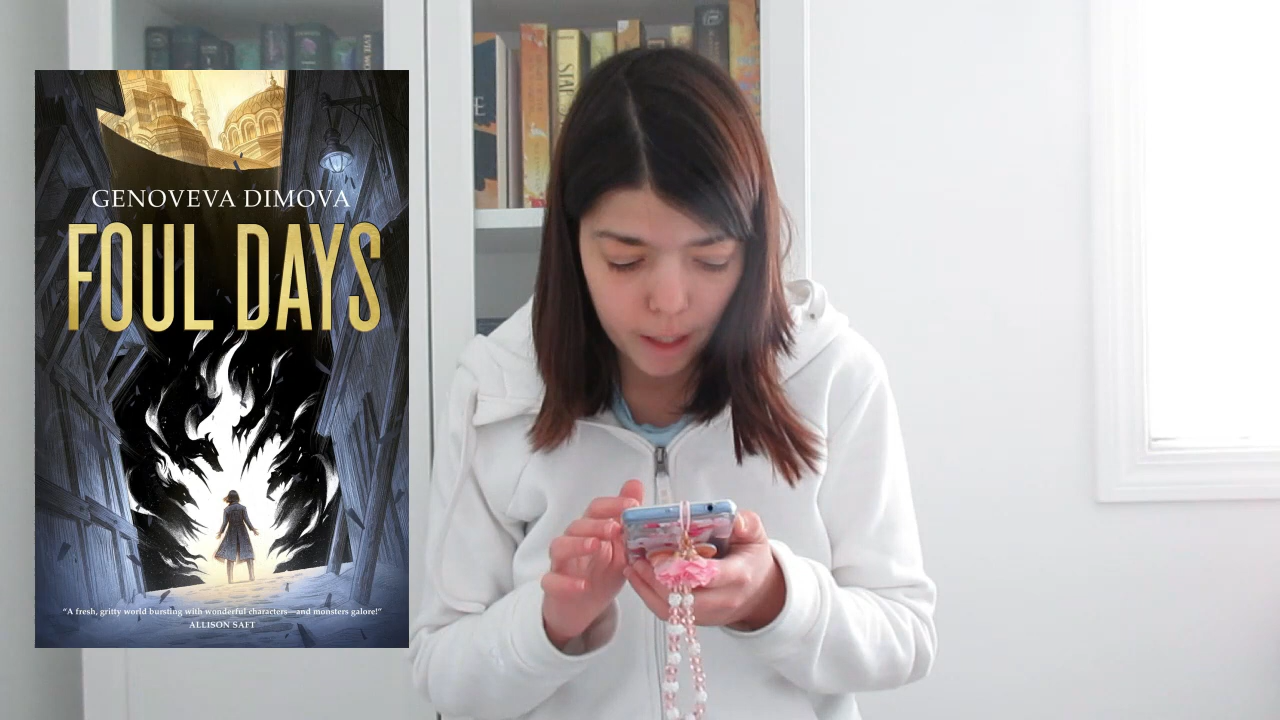 GENOVEVA DIMOVA
FOUL DAYS
"A fresh, gritty world bursting with wonderful characters—and monsters galore!"
ALLISON SAFT